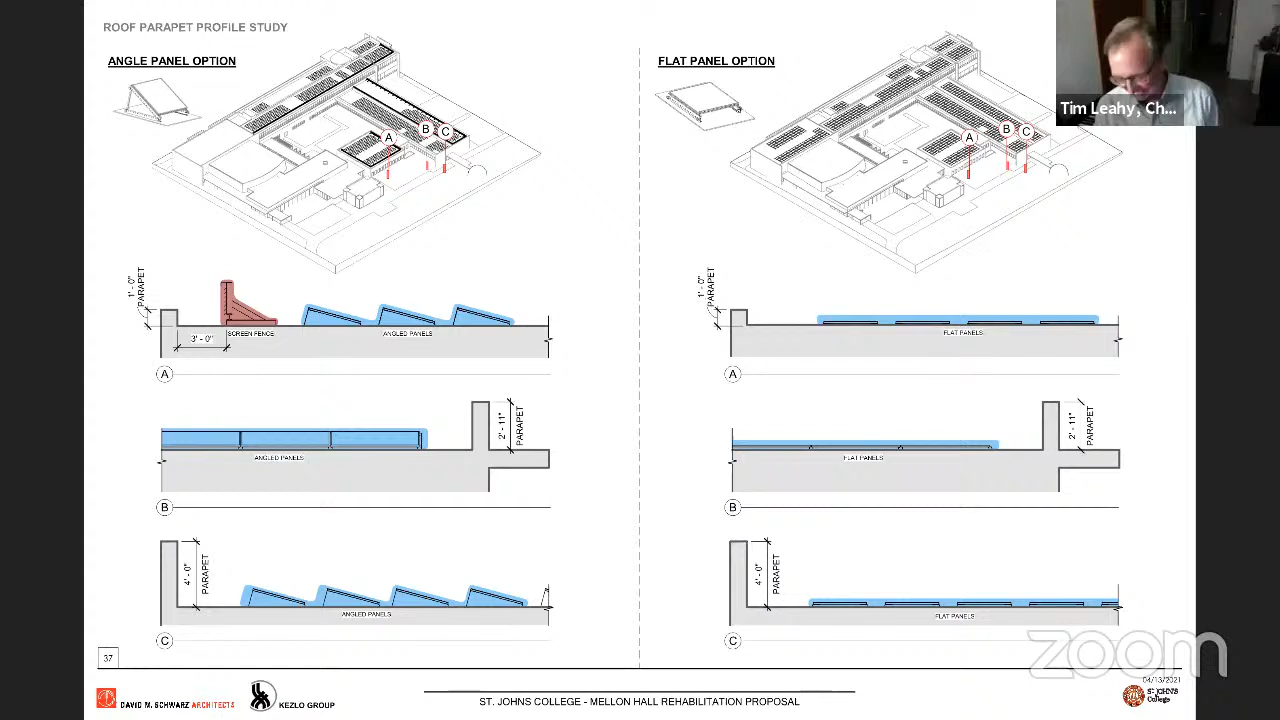 ROOF PARAPET PROFILE STUDY
ANGLE PANEL OPTION
A
B
C
1' - 0"
PARAPET
SCREEN FENCE
ANGLED PANELS
3' - 0"
A
ANGLED PANELS
2' - 11"
PARAPET
B
4' - 0"
PARAPET
ANGLED PANELS
C
FLAT PANEL OPTION
A
B
C
1' - 0"
PARAPET
FLAT PANELS
A
FLAT PANELS
2' - 11"
PARAPET
B
4' - 0"
PARAPET
FLAT PANELS
C
Tim Leahy, Ch...
zoom
37
DAVID M. SCHWARZ ARCHITECTS
KEZLO GROUP
ST. JOHNS COLLEGE - MELLON HALL REHABILITATION PROPOSAL
04/13/2021
ST JOHN'S
College